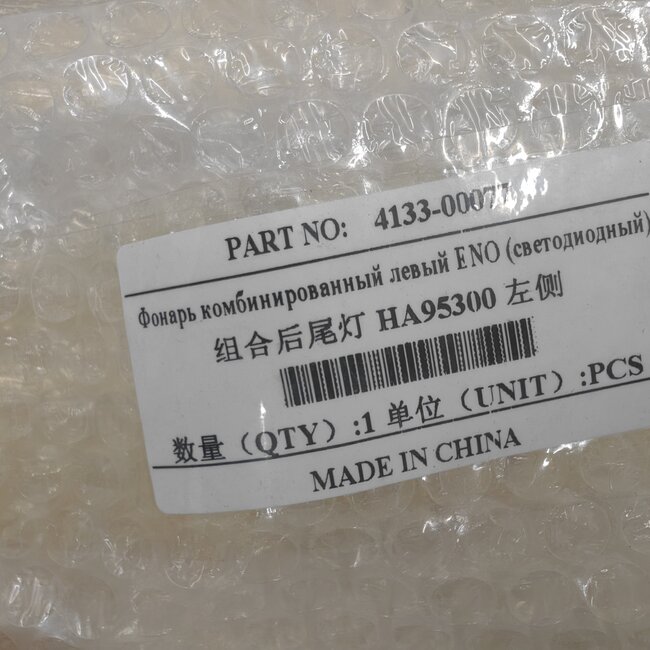 PART NO: 4133-00077
Фонарь комбинированный левый ENO (светодиодный)
组合后尾灯 HA95300 左侧
数量（QTY）:1 单位（UNIT）:PCS
MADE IN CHINA